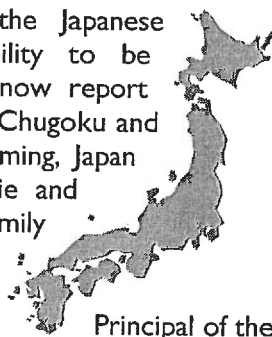 the Japanese
ility to be
now report
Chugoku and
ming, Japan
ie and
mily
Principal of the